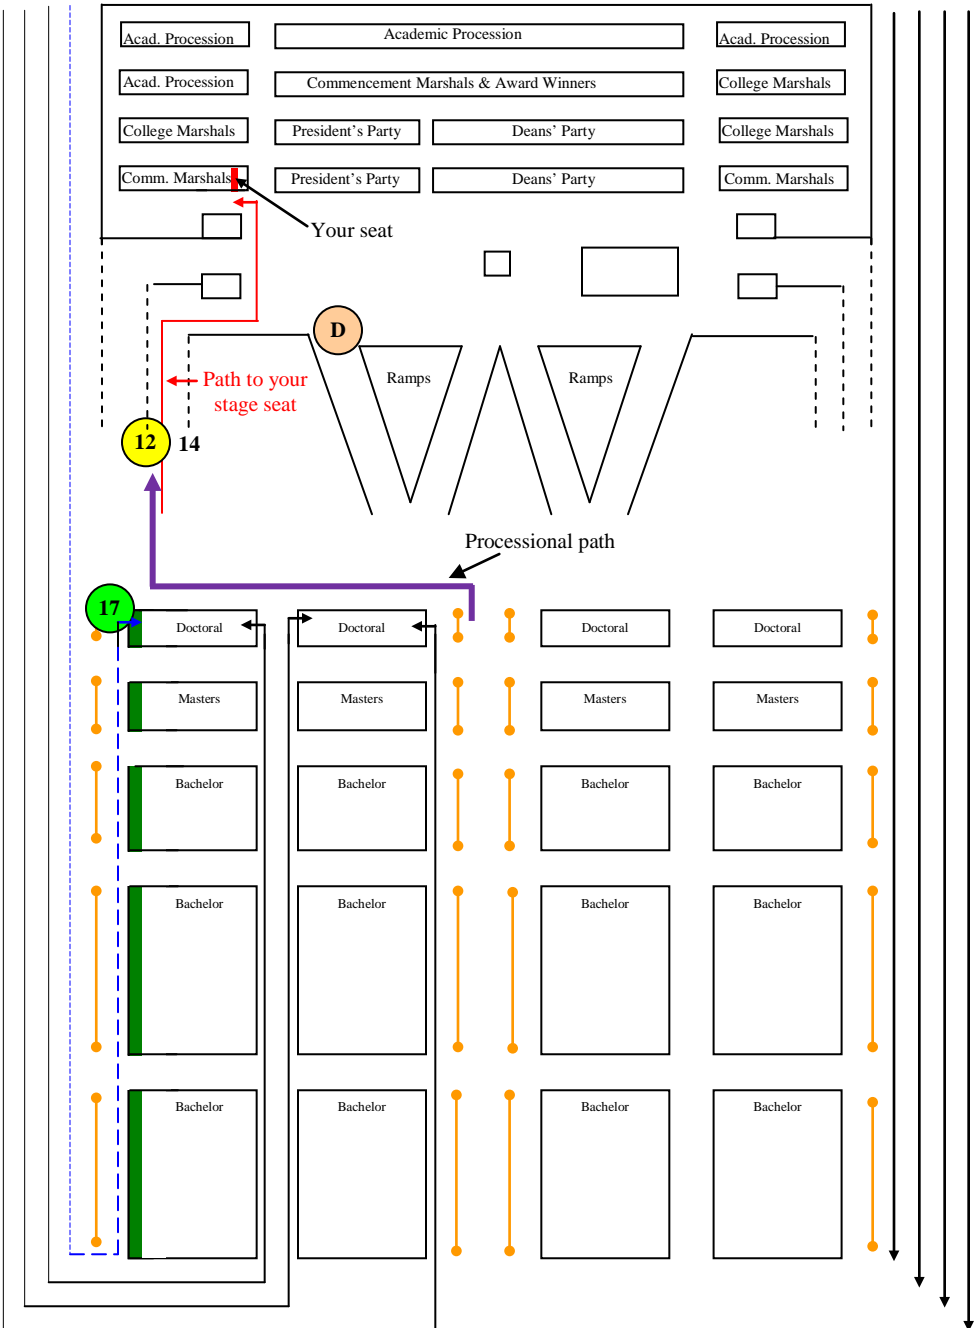 Acad. Procession
Academic Procession
Acad. Procession
Acad. Procession
Commencement Marshals & Award Winners
College Marshals
College Marshals
President's Party
Deans' Party
College Marshals
Comm. Marshals
President's Party
Deans' Party
Comm. Marshals
Your seat
D
Ramps
Ramps
Path to your
stage seat
12
14
Processional path
17
Doctoral
Doctoral
Doctoral
Doctoral
Masters
Masters
Masters
Masters
Bachelor
Bachelor
Bachelor
Bachelor
Bachelor
Bachelor
Bachelor
Bachelor
Bachelor
Bachelor
Bachelor
Bachelor